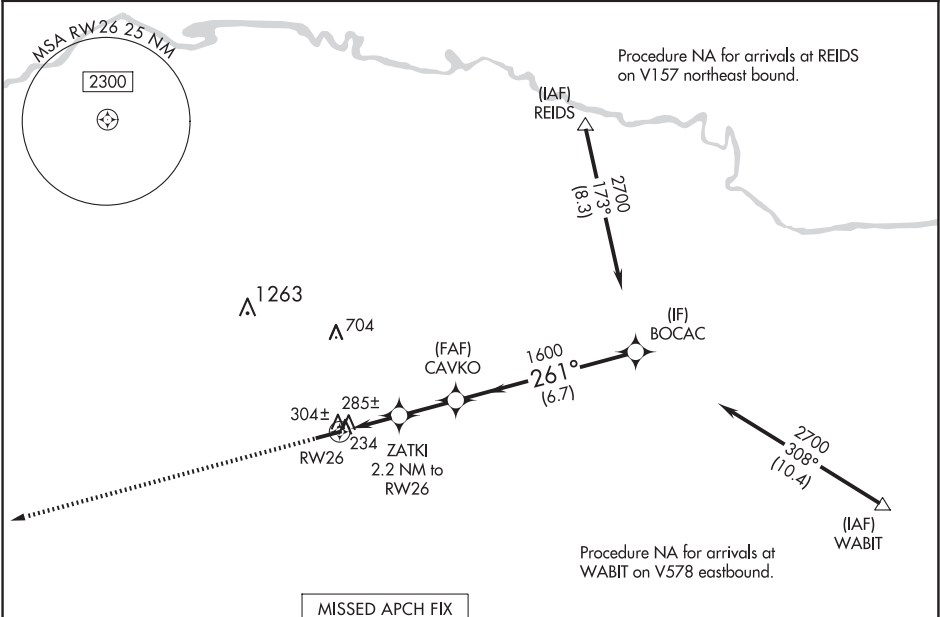 MSA RW26 25 NM
2300
Procedure NA for arrivals at REIDS
on V157 northeast bound.
(IAF)
REIDS
2700
173°
(8.3)
1263
704
(IF)
BOCAC
(FAF)
CAVKO
1600
261°
(6.7)
304±
285±
234
RW26
ZATKI
2.2 NM to
RW26
2700
308°
(10.4)
(IAF)
WABIT
Procedure NA for arrivals at
WABIT on V578 eastbound.
MISSED APCH FIX